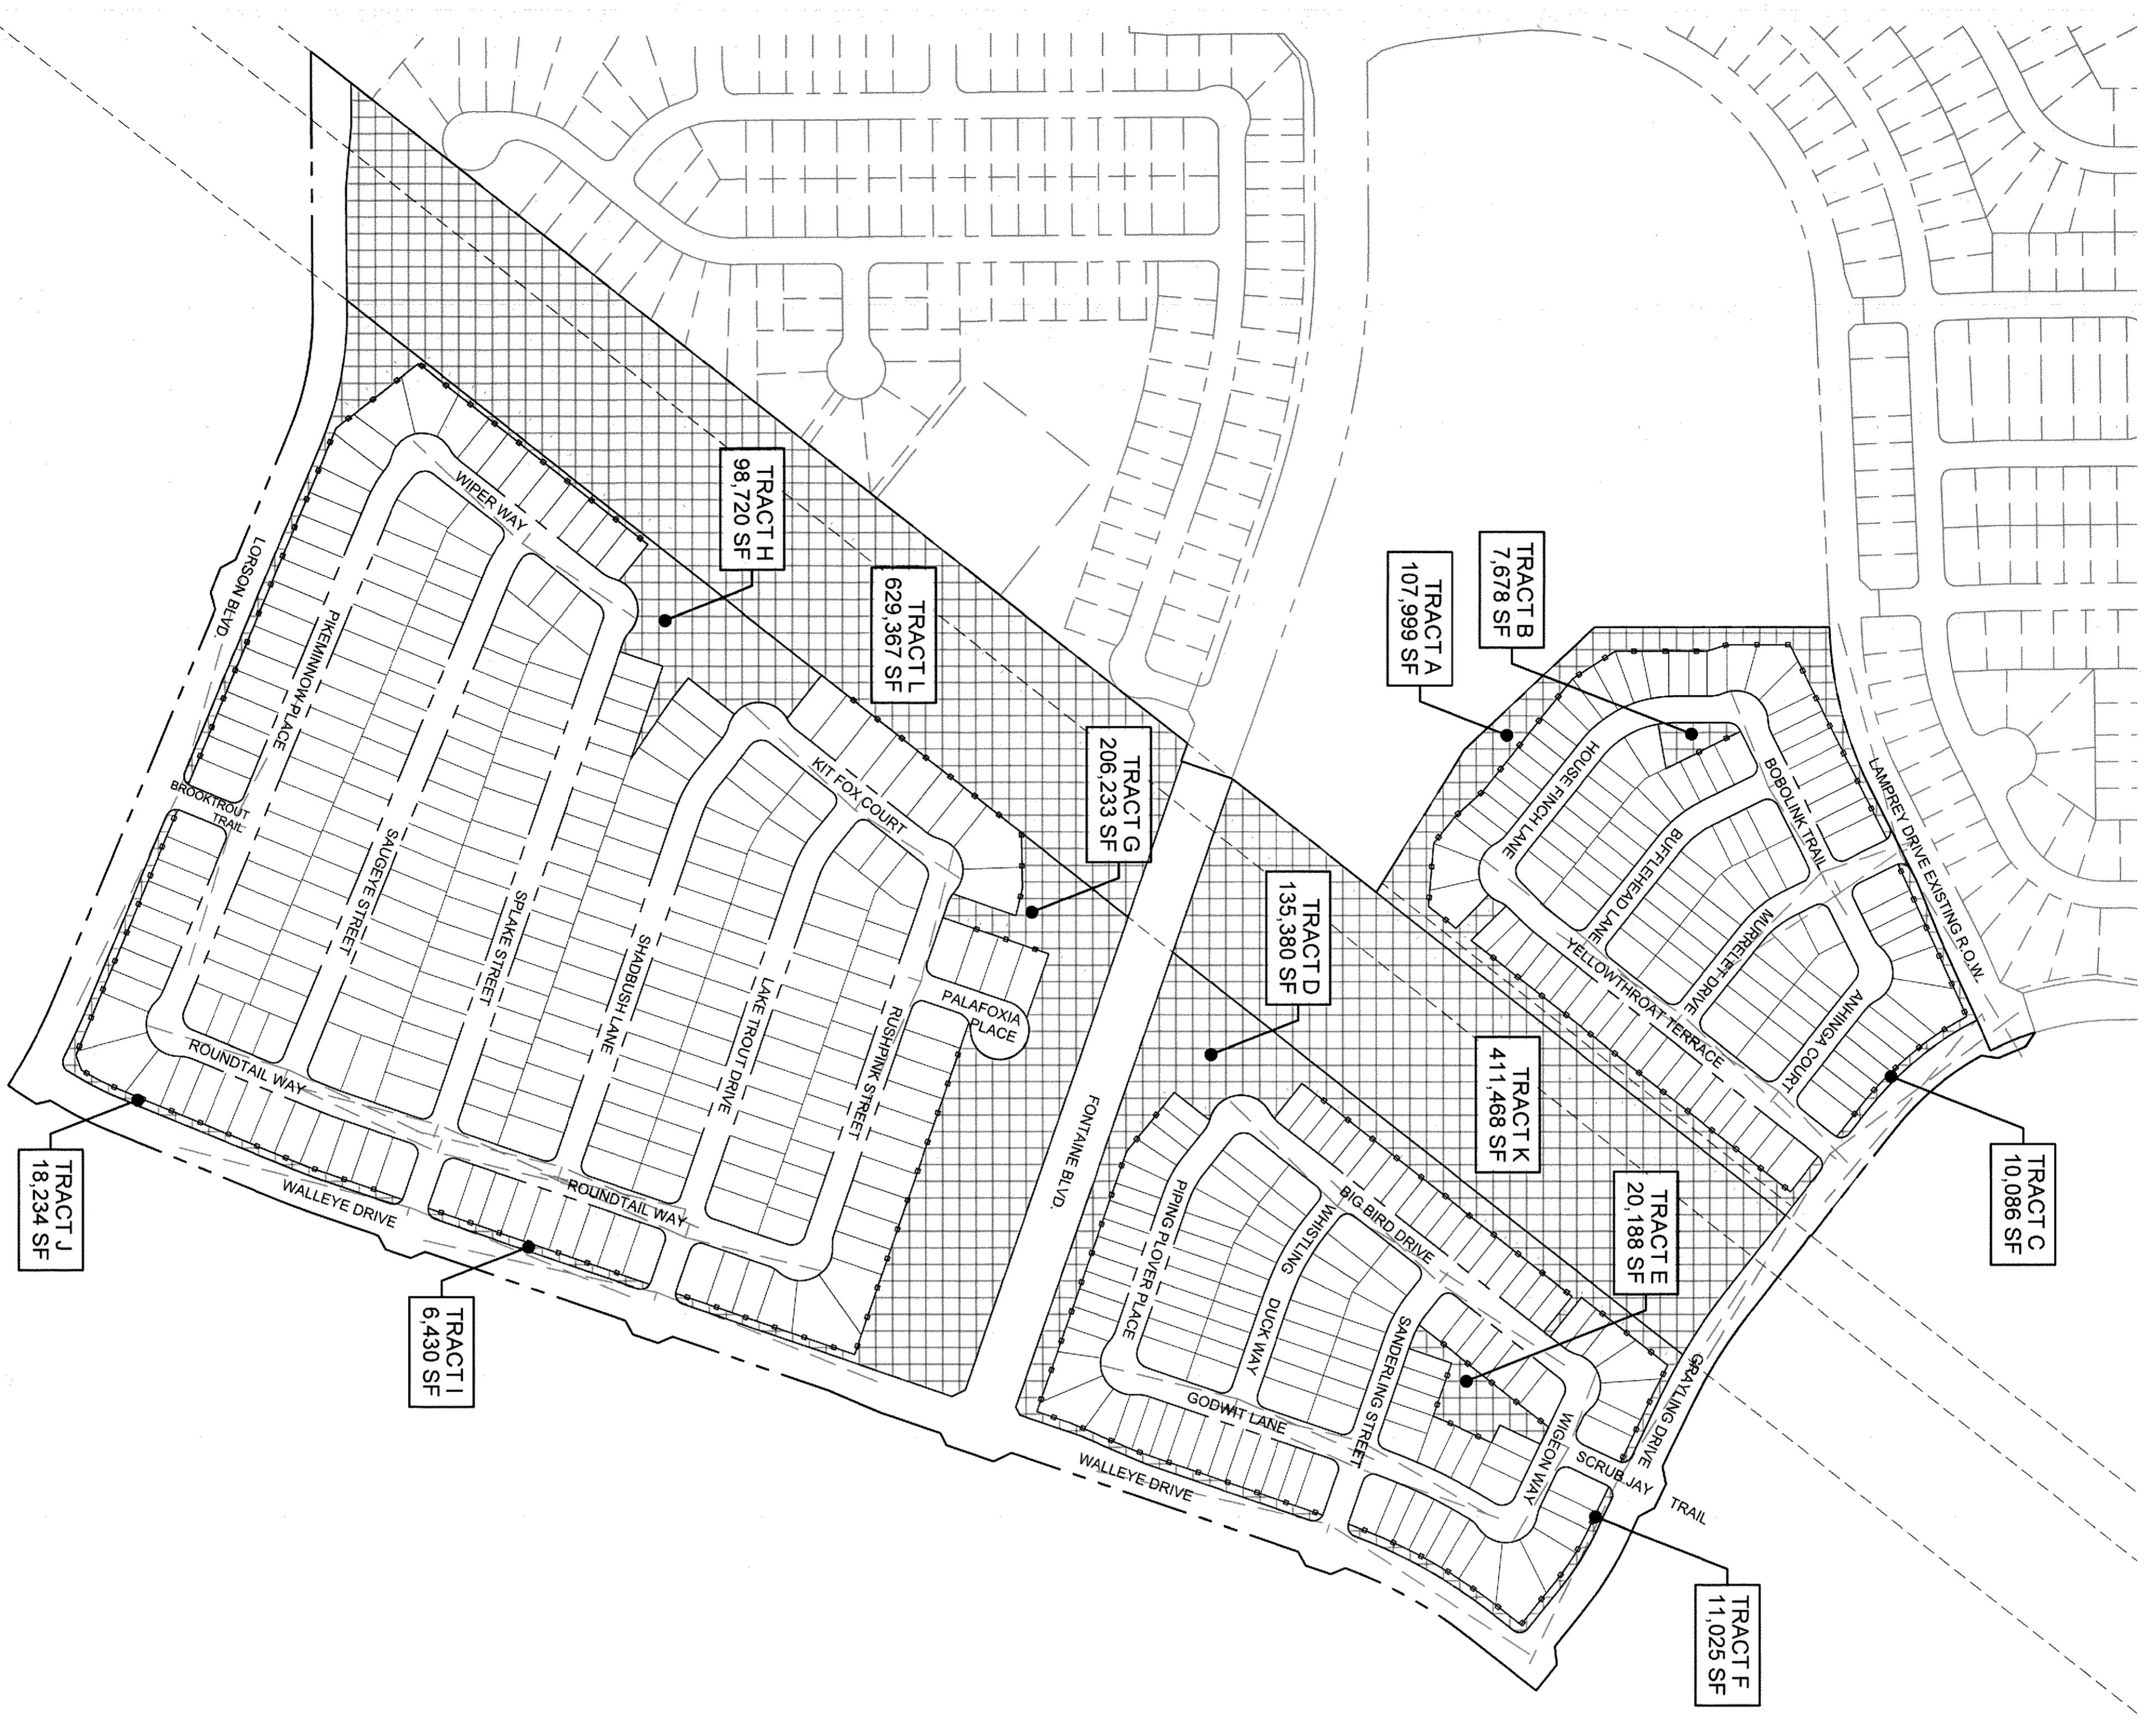 TRACT A
107,999 SF
TRACT B
7,678 SF
TRACT C
10,086 SF
TRACT D
135,380 SF
TRACT E
20,188 SF
TRACT F
11,025 SF
TRACT G
206,233 SF
TRACT H
98,720 SF
TRACT I
6,430 SF
TRACT J
18,234 SF
TRACT K
411,468 SF
TRACT L
629,367 SF
LAMPREY DRIVE EXISTING R.O.W.
BOBOLINK TRAIL
HOUSE FINCH LANE
BUFFLEHEAD LANE
MURRELET DRIVE
YELLOWTHROAT TERRACE
ANHINGA COURT
GRAYLING DRIVE
SCRUB JAY TRAIL
WIGEON WAY
BIG BIRD DRIVE
SANDERLING STREET
WHISTLING DUCK WAY
PIPING PLOVER PLACE
GODWIT LANE
WALLEYE DRIVE
FONTAINE BLVD.
PALAFOXIA
PLACE
RUSHPINK STREET
KIT FOX COURT
LAKE TROUT DRIVE
SHADBUSH LANE
SPLAKE STREET
SAUGEYE STREET
PIKEMINNOW PLACE
WIPER WAY
LORSON BLVD.
BROOKTROUT
TRAIL
ROUNDTAIL WAY
ROUNDTAIL WAY
WALLEYE DRIVE